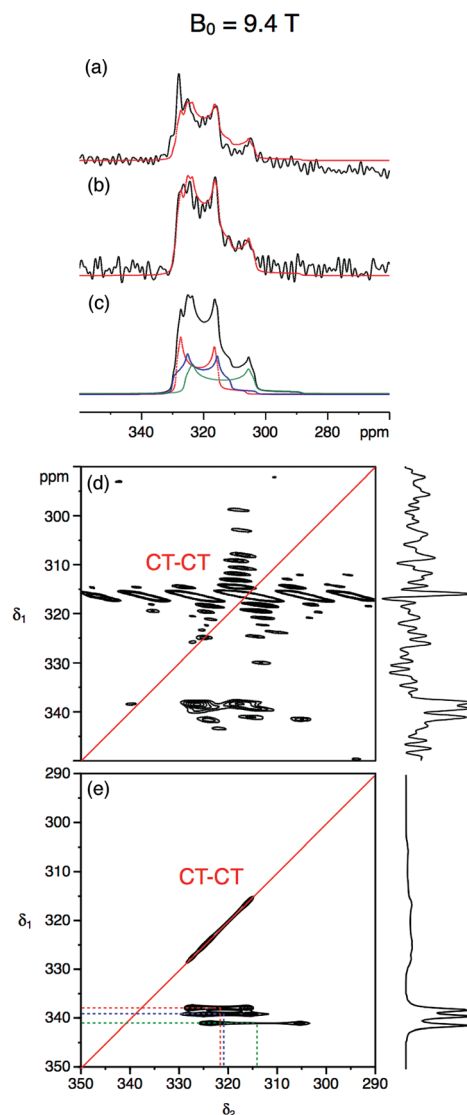 B₀ = 9.4 T
(a)
(b)
(c)
340 320 300 280 ppm
ppm
(d)
300
CT-CT
310
δ₁ 320
330
340
290
(e)
300
CT-CT
310
δ₁ 320
330
340
350
350 340 330 320 310 300 290
δ₂